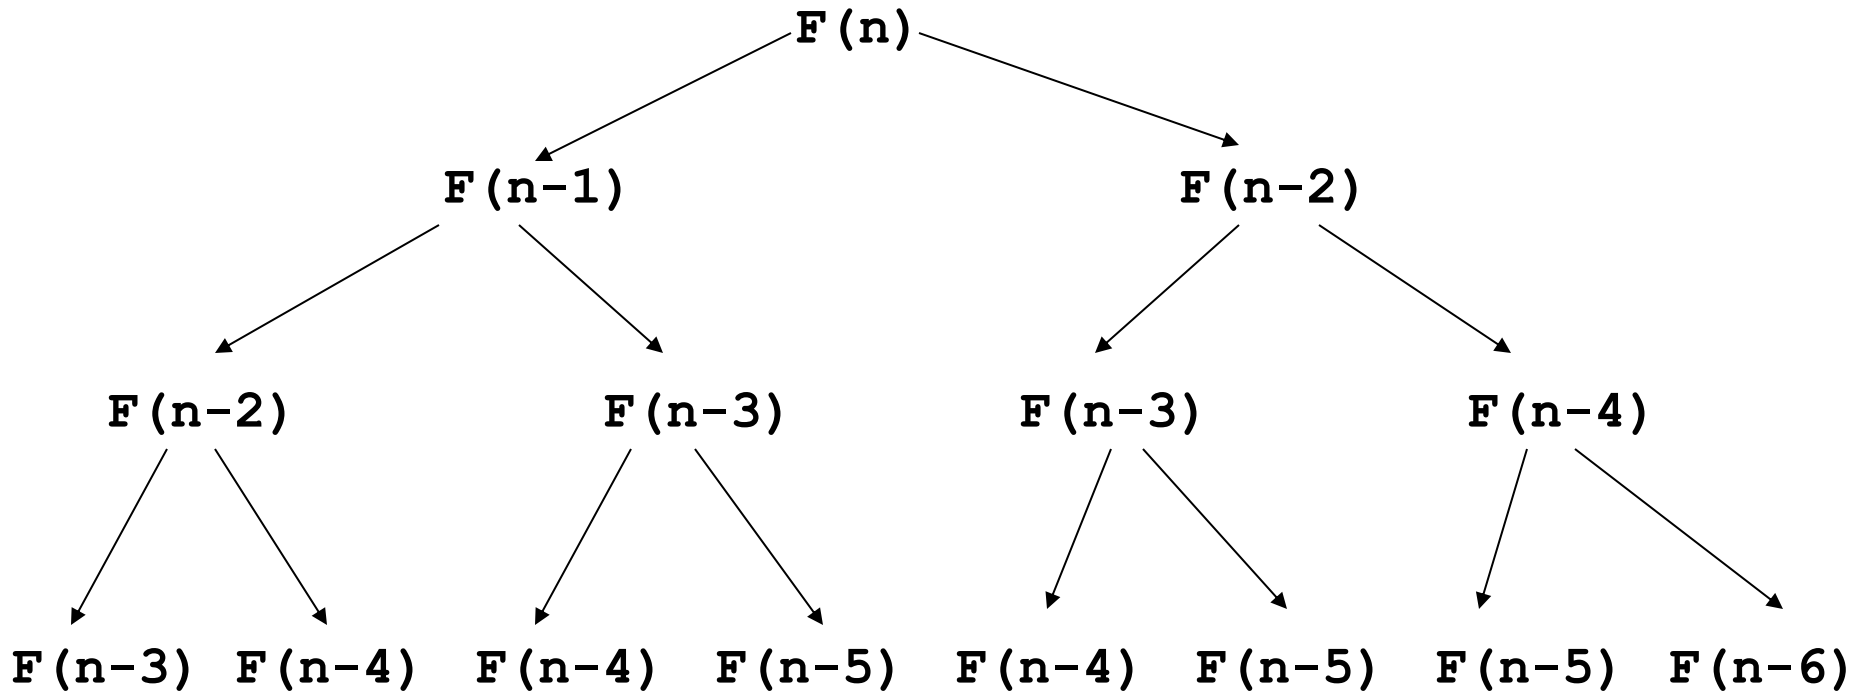 F(n)
F(n-1) F(n-2)
F(n-2) F(n-3) F(n-3) F(n-4)
F(n-3) F(n-4) F(n-4) F(n-5) F(n-4) F(n-5) F(n-5) F(n-6)